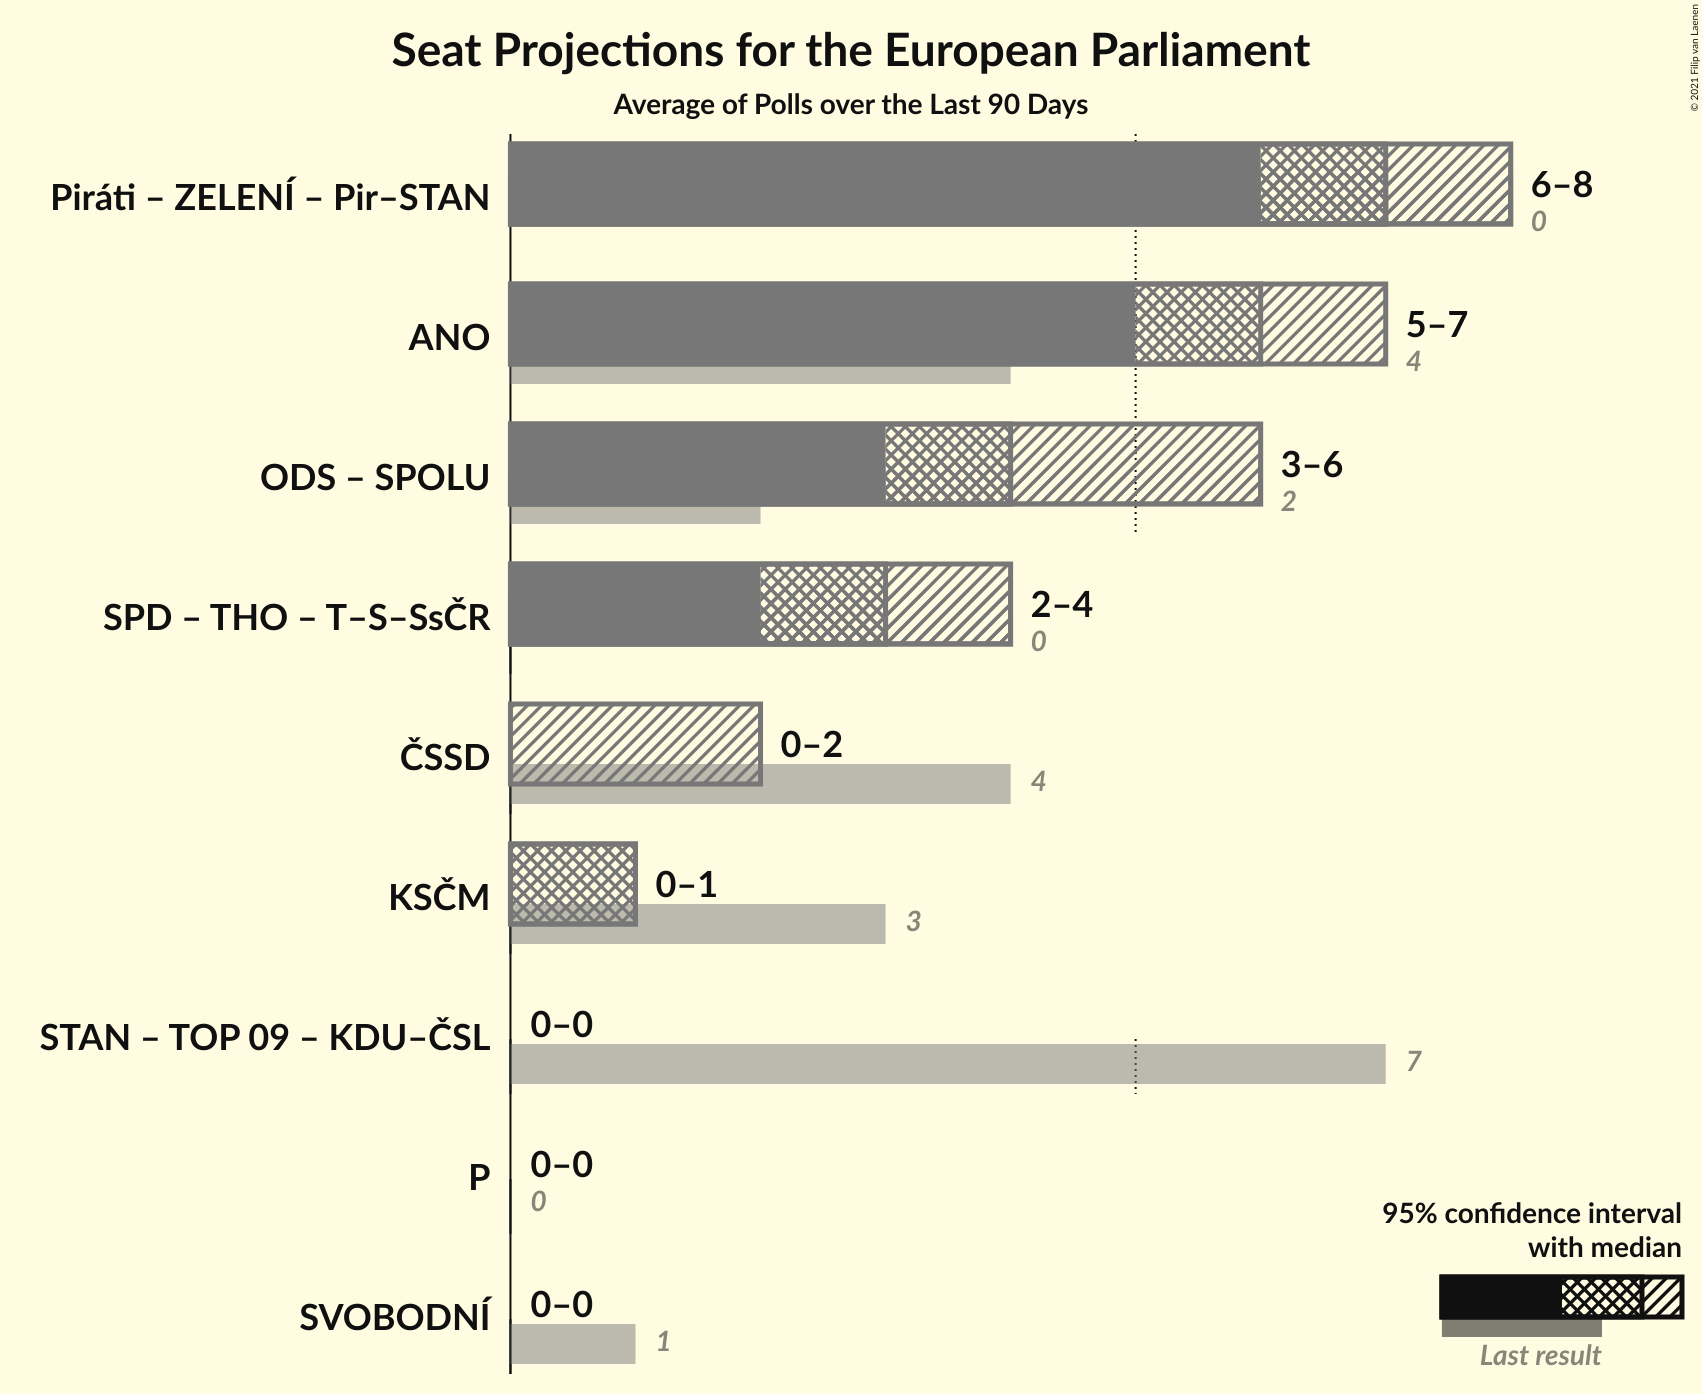 Seat Projections for the European Parliament
Average of Polls over the Last 90 Days
© 2021 Filip van Laenen
Piráti – ZELENÍ – Pir–STAN
6–8
0
ANO
5–7
4
ODS – SPOLU
3–6
2
SPD – THO – T–S–SsČR
2–4
0
ČSSD
0–2
4
KSČM
0–1
3
STAN – TOP 09 – KDU–ČSL
0–0
7
P
0–0
0
SVOBODNÍ
0–0
1
95% confidence interval
with median
Last result